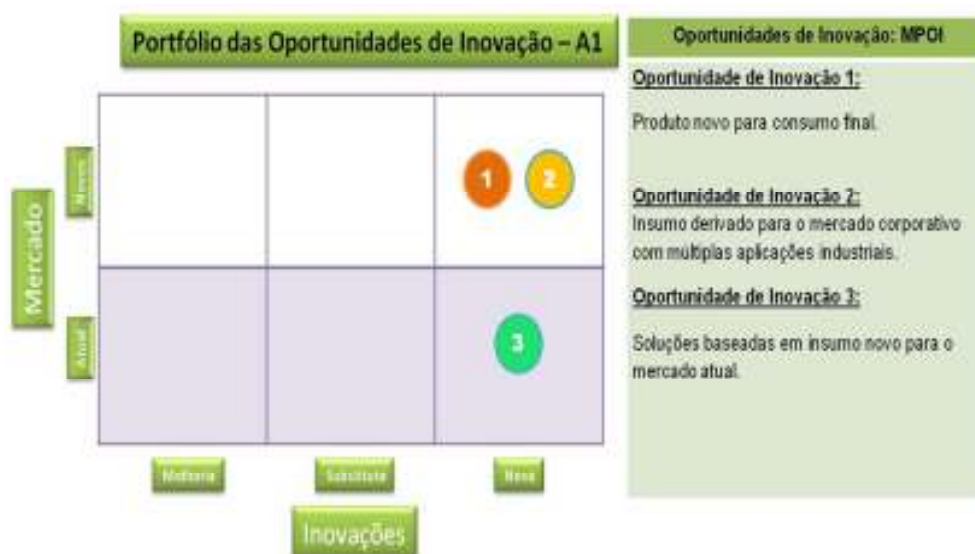 Portfólio das Oportunidades de Inovação – A1
Mercado
Novos
Atual
1
2
3
Melhoria
Substituto
Novo
Inovações
Oportunidades de Inovação: MPOI
Oportunidade de Inovação 1:
Produto novo para consumo final.
Oportunidade de Inovação 2:
Insumo derivado para o mercado corporativo
com múltiplas aplicações industriais.
Oportunidade de Inovação 3:
Soluções baseadas em insumo novo para o
mercado atual.